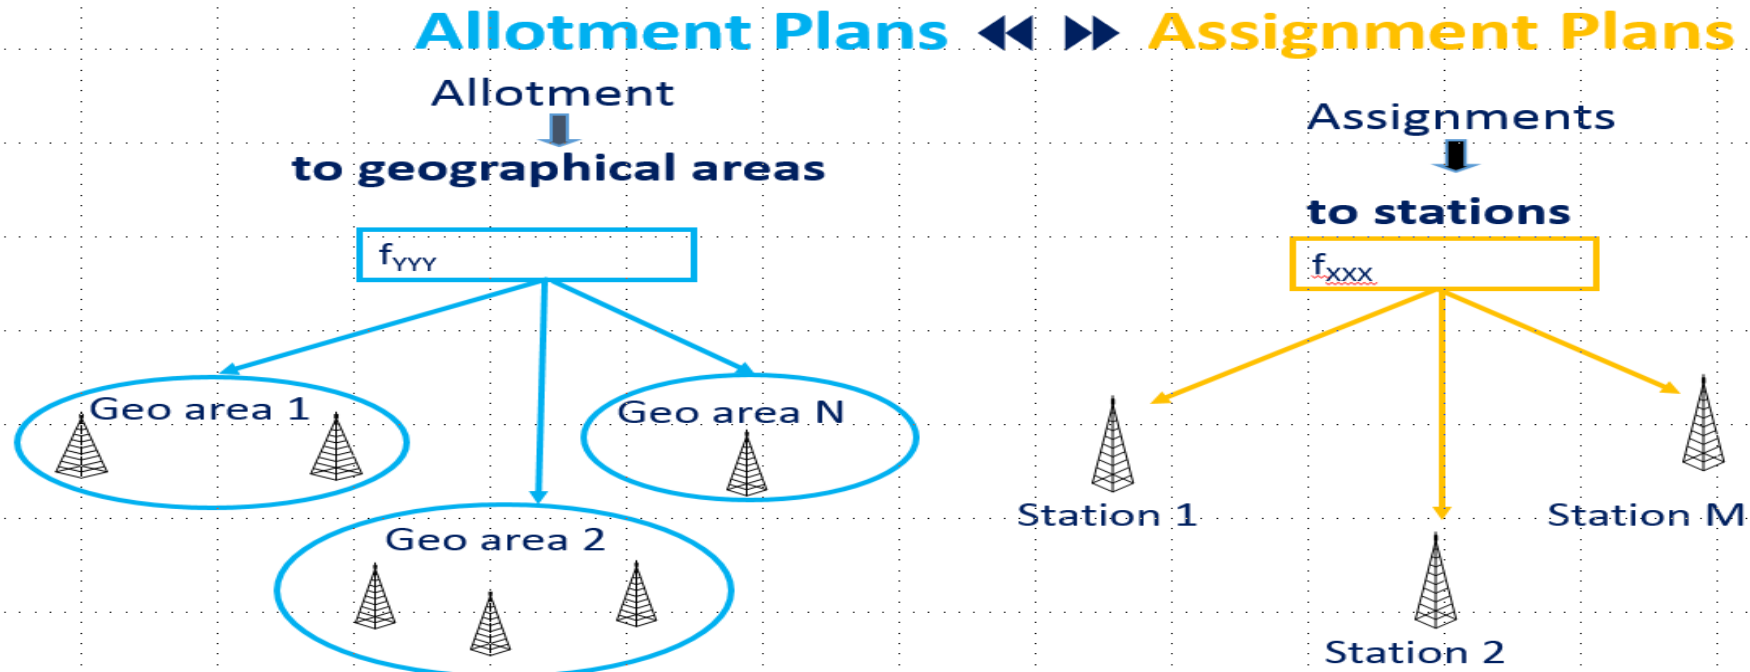 Allotment Plans Assignment Plans
Allotment
to geographical areas
fYYY
Geo area 1
Geo area N
Geo area 2
Assignments
to stations
fXXX
Station 1
Station M
Station 2